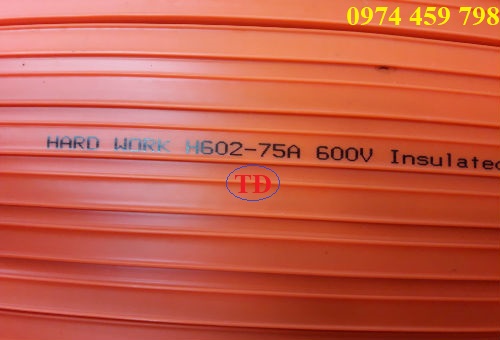 0974 459 798
HARD WORK H602-75A 600V Insulated
TD